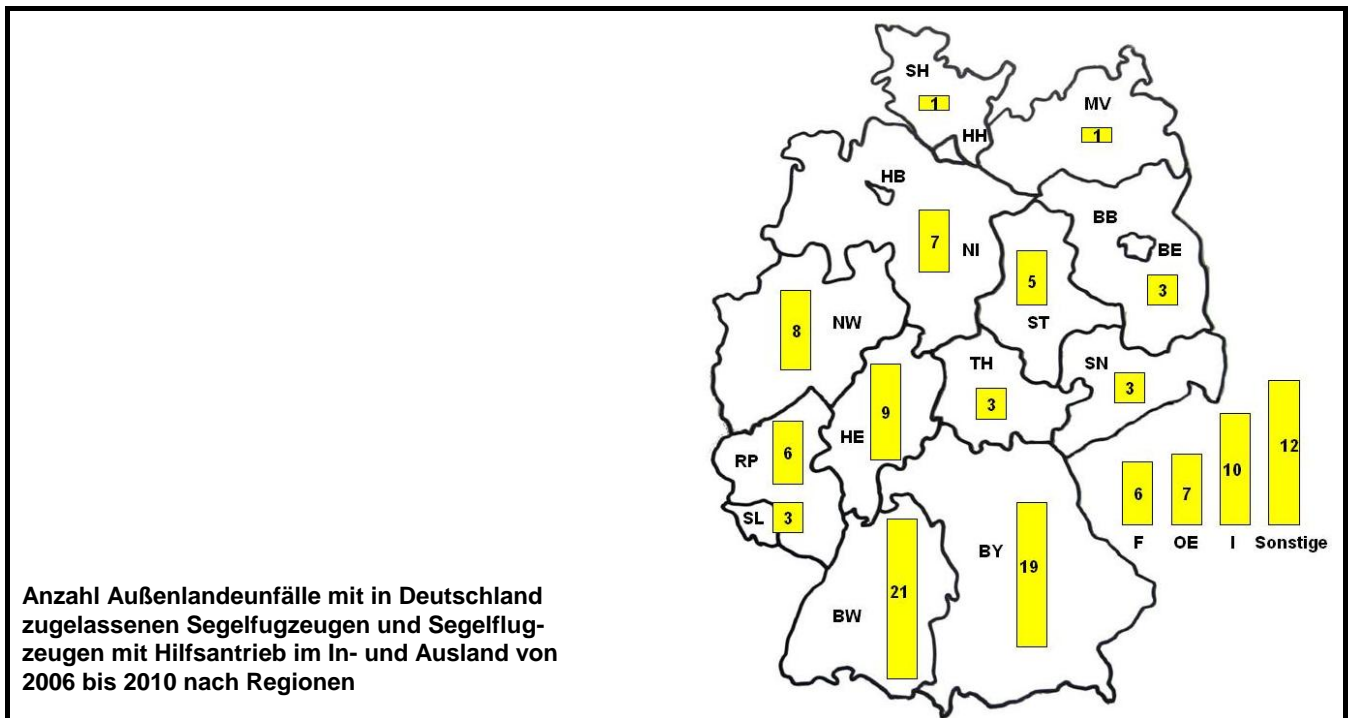 SH
1
MV
1
HH
HB
BB
7
NI
BE
5
3
ST
8
NW
TH
SN
3
3
9
HE
12
RP
6
10
6
7
SL
3
F
OE
I
Sonstige
BY
19
21
BW
Anzahl Außenlandeunfälle mit in Deutschland
zugelassenen Segelfugzeugen und Segelflug-
zeugen mit Hilfsantrieb im In- und Ausland von
2006 bis 2010 nach Regionen